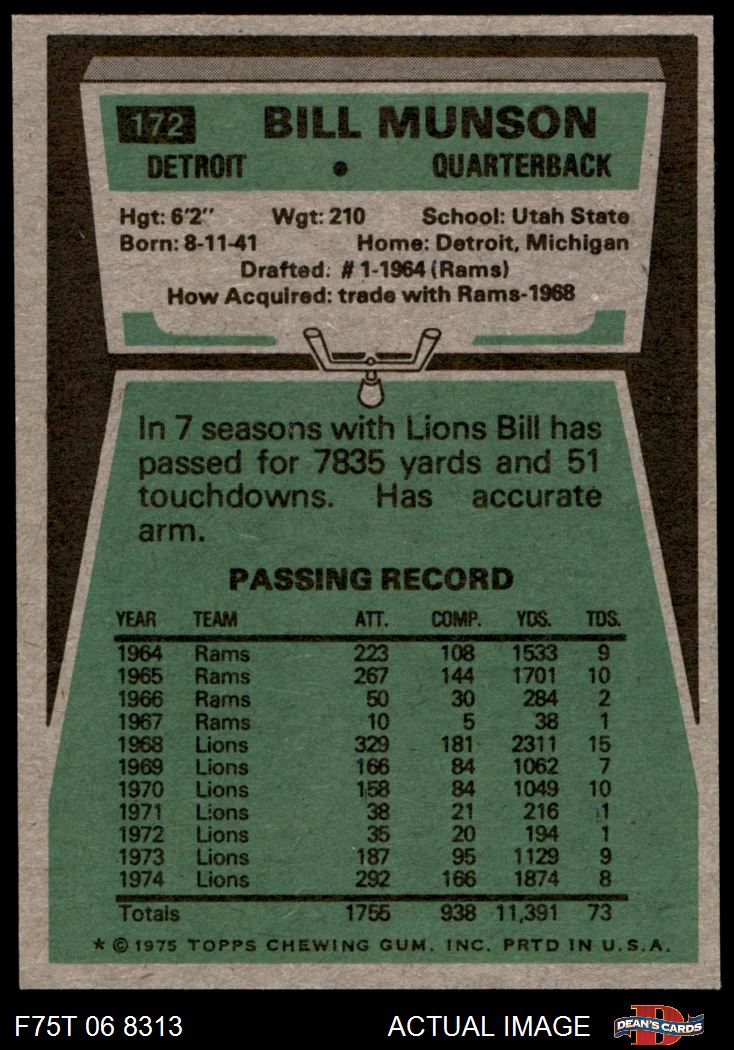 172 BILL MUNSON
DETROIT • QUARTERBACK
Hgt: 6'2" Wgt: 210 School: Utah State
Born: 8-11-41 Home: Detroit, Michigan
Drafted: #1-1964 (Rams)
How Acquired: trade with Rams-1968
In 7 seasons with Lions Bill has
passed for 7835 yards and 51
touchdowns. Has accurate
arm.
PASSING RECORD
YEAR TEAM ATT. COMP. YDS. TDS.
1964 Rams 223 108 1533 9
1965 Rams 267 144 1701 10
1966 Rams 50 30 284 2
1967 Rams 10 5 38 1
1968 Lions 329 181 2311 15
1969 Lions 166 84 1062 7
1970 Lions 158 84 1049 10
1971 Lions 38 21 216 1
1972 Lions 35 20 194 1
1973 Lions 187 95 1129 9
1974 Lions 292 166 1874 8
Totals 1755 938 11,391 73
* © 1975 TOPPS CHEWING GUM. INC. PRTD IN U.S.A.
F75T 06 8313 ACTUAL IMAGE D DEAN'S CARDS